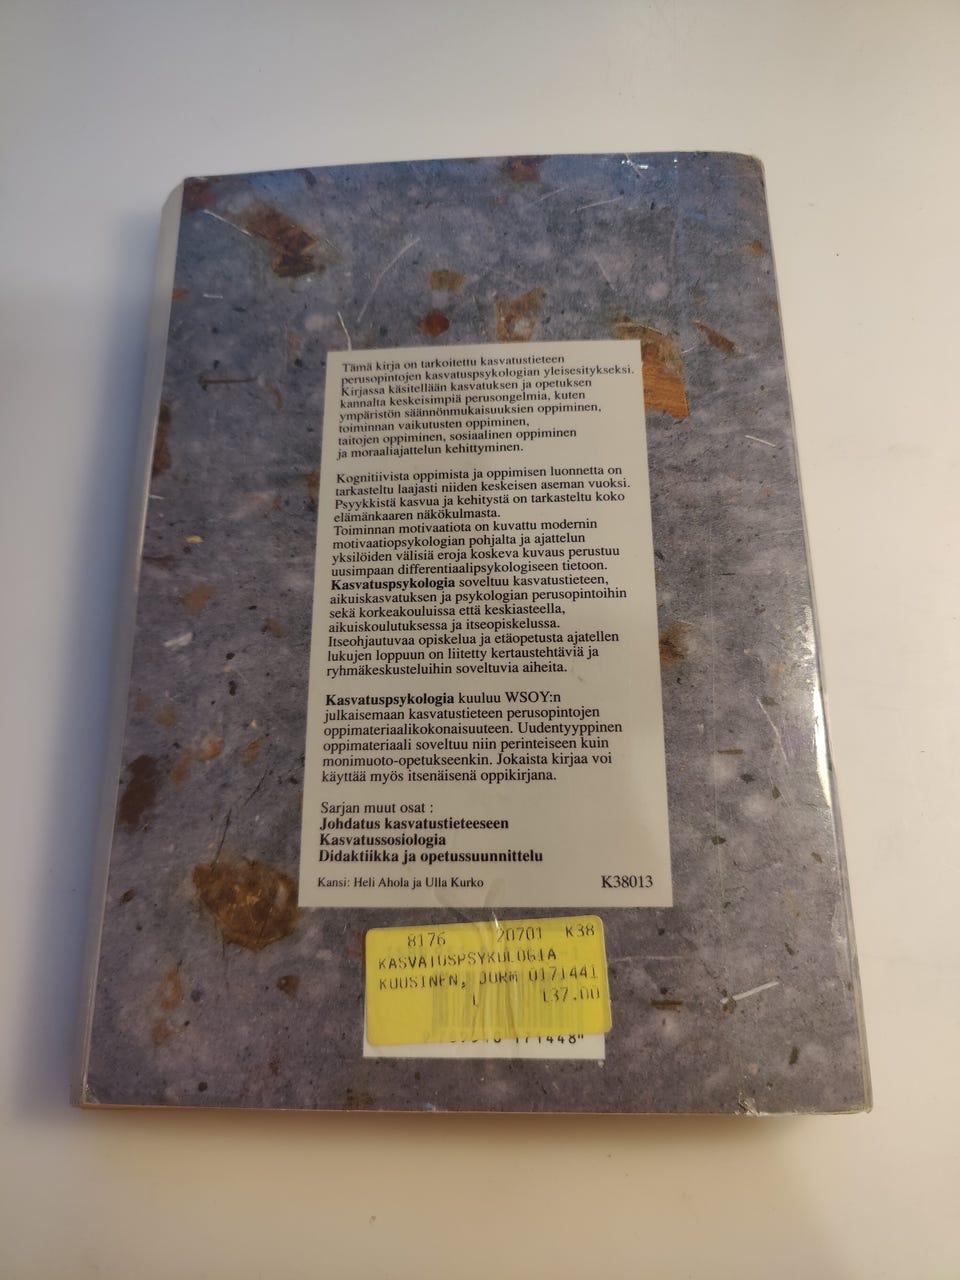 Tämä kirja on tarkoitettu kasvatustieteen
perusopintojen kasvatuspsykologian yleisesitykseksi.
Kirjassa käsitellään kasvatuksen ja opetuksen
kannalta keskeisimpiä perusongelmia, kuten
ympäristön säännönmukaisuuksien oppiminen,
toiminnan vaikutusten oppiminen,
taitojen oppiminen, sosiaalinen oppiminen
ja moraaliajattelun kehittyminen.
Kognitiivista oppimista ja oppimisen luonnetta on
tarkasteltu laajasti niiden keskeisen aseman vuoksi.
Psyykkistä kasvua ja kehitystä on tarkasteltu koko
elämänkaaren näkökulmasta.
Toiminnan motivaatiota on kuvattu modernin
motivaatiopsykologian pohjalta ja ajattelun
yksilöiden välisiä eroja koskeva kuvaus perustuu
uusimpaan differentiaalipsykologiseen tietoon.
Kasvatuspsykologia soveltuu kasvatustieteen,
aikuiskasvatuksen ja psykologian perusopintoihin
sekä korkeakouluissa että keskiasteella,
aikuiskoulutuksessa ja itseopiskelussa.
Itseohjautuvaa opiskelua ja etäopetusta ajatellen
lukujen loppuun on liitetty kertaustehtäviä ja
ryhmäkeskusteluihin soveltuvia aiheita.
Kasvatuspsykologia kuuluu WSOY:n
julkaisemaan kasvatustieteen perusopintojen
oppimateriaalikokonaisuuteen. Uudentyyppinen
oppimateriaali soveltuu niin perinteiseen kuin
monimuoto-opetukseenkin. Jokaista kirjaa voi
käyttää myös itsenäisenä oppikirjana.
Sarjan muut osat :
Johdatus kasvatustieteeseen
Kasvatussosiologia
Didaktiikka ja opetussuunnittelu
Kansi: Heli Ahola ja Ulla Kurko K38013
8176 20701 K38
KASVATUSPSYKOLOGIA
KUUSINEN, JORM 0171441
137.00
171448"